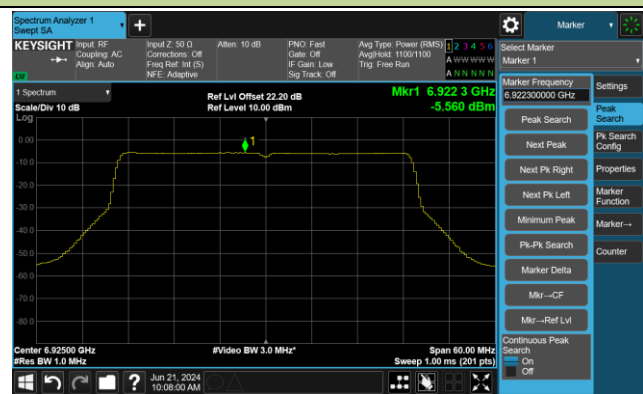 Spectrum Analyzer 1
Swept SA
Marker
KEYSIGHT
Input: RF
Coupling: AC
Align: Auto
Input Z: 50 Ω
Corrections: Off
Freq Ref: Int (S)
NFE: Adaptive
Atten: 10 dB
PNO: Fast
Gate: Off
IF Gain: Low
Sig Track: Off
Avg Type: Power (RMS)
Avg|Hold: 1100/1100
Trig: Free Run
1 2 3 4 5 6
A W W W W W
A N N N N N
LW
Select Marker
Marker 1
1 Spectrum
Scale/Div 10 dB
Log
Ref Lvl Offset 22.20 dB
Ref Level 10.00 dBm
Mkr1 6.922 3 GHz
-5.560 dBm
1
0.00
-10.0
-20.0
-30.0
-40.0
-50.0
-60.0
-70.0
-80.0
Center 6.92500 GHz
#Res BW 1.0 MHz
#Video BW 3.0 MHz*
Span 60.00 MHz
Sweep 1.00 ms (201 pts)
Marker Frequency
6.922300000 GHz
Peak Search
Next Peak
Next Pk Right
Next Pk Left
Minimum Peak
Pk-Pk Search
Marker Delta
Mkr→CF
Mkr→Ref Lvl
Continuous Peak
Search
On
Off
Settings
Peak
Search
Pk Search
Config
Properties
Marker
Function
Marker→
Counter
?
Jun 21, 2024
10:08:00 AM